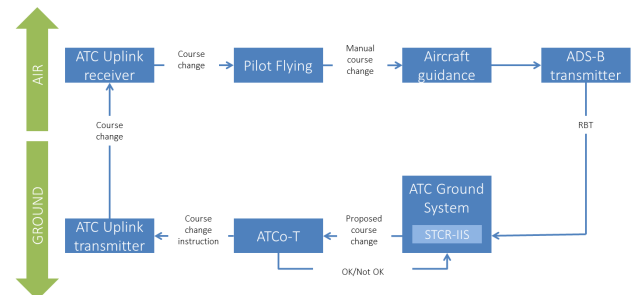 AIR
ATC Uplink
receiver
Course
change
Pilot Flying
Manual
course
change
Aircraft
guidance
ADS-B
transmitter
Course
change
RBT
GROUND
ATC Uplink
transmitter
Course
change
instruction
ATCo-T
Proposed
course
change
ATC Ground
System
STCR-IIS
OK/Not OK